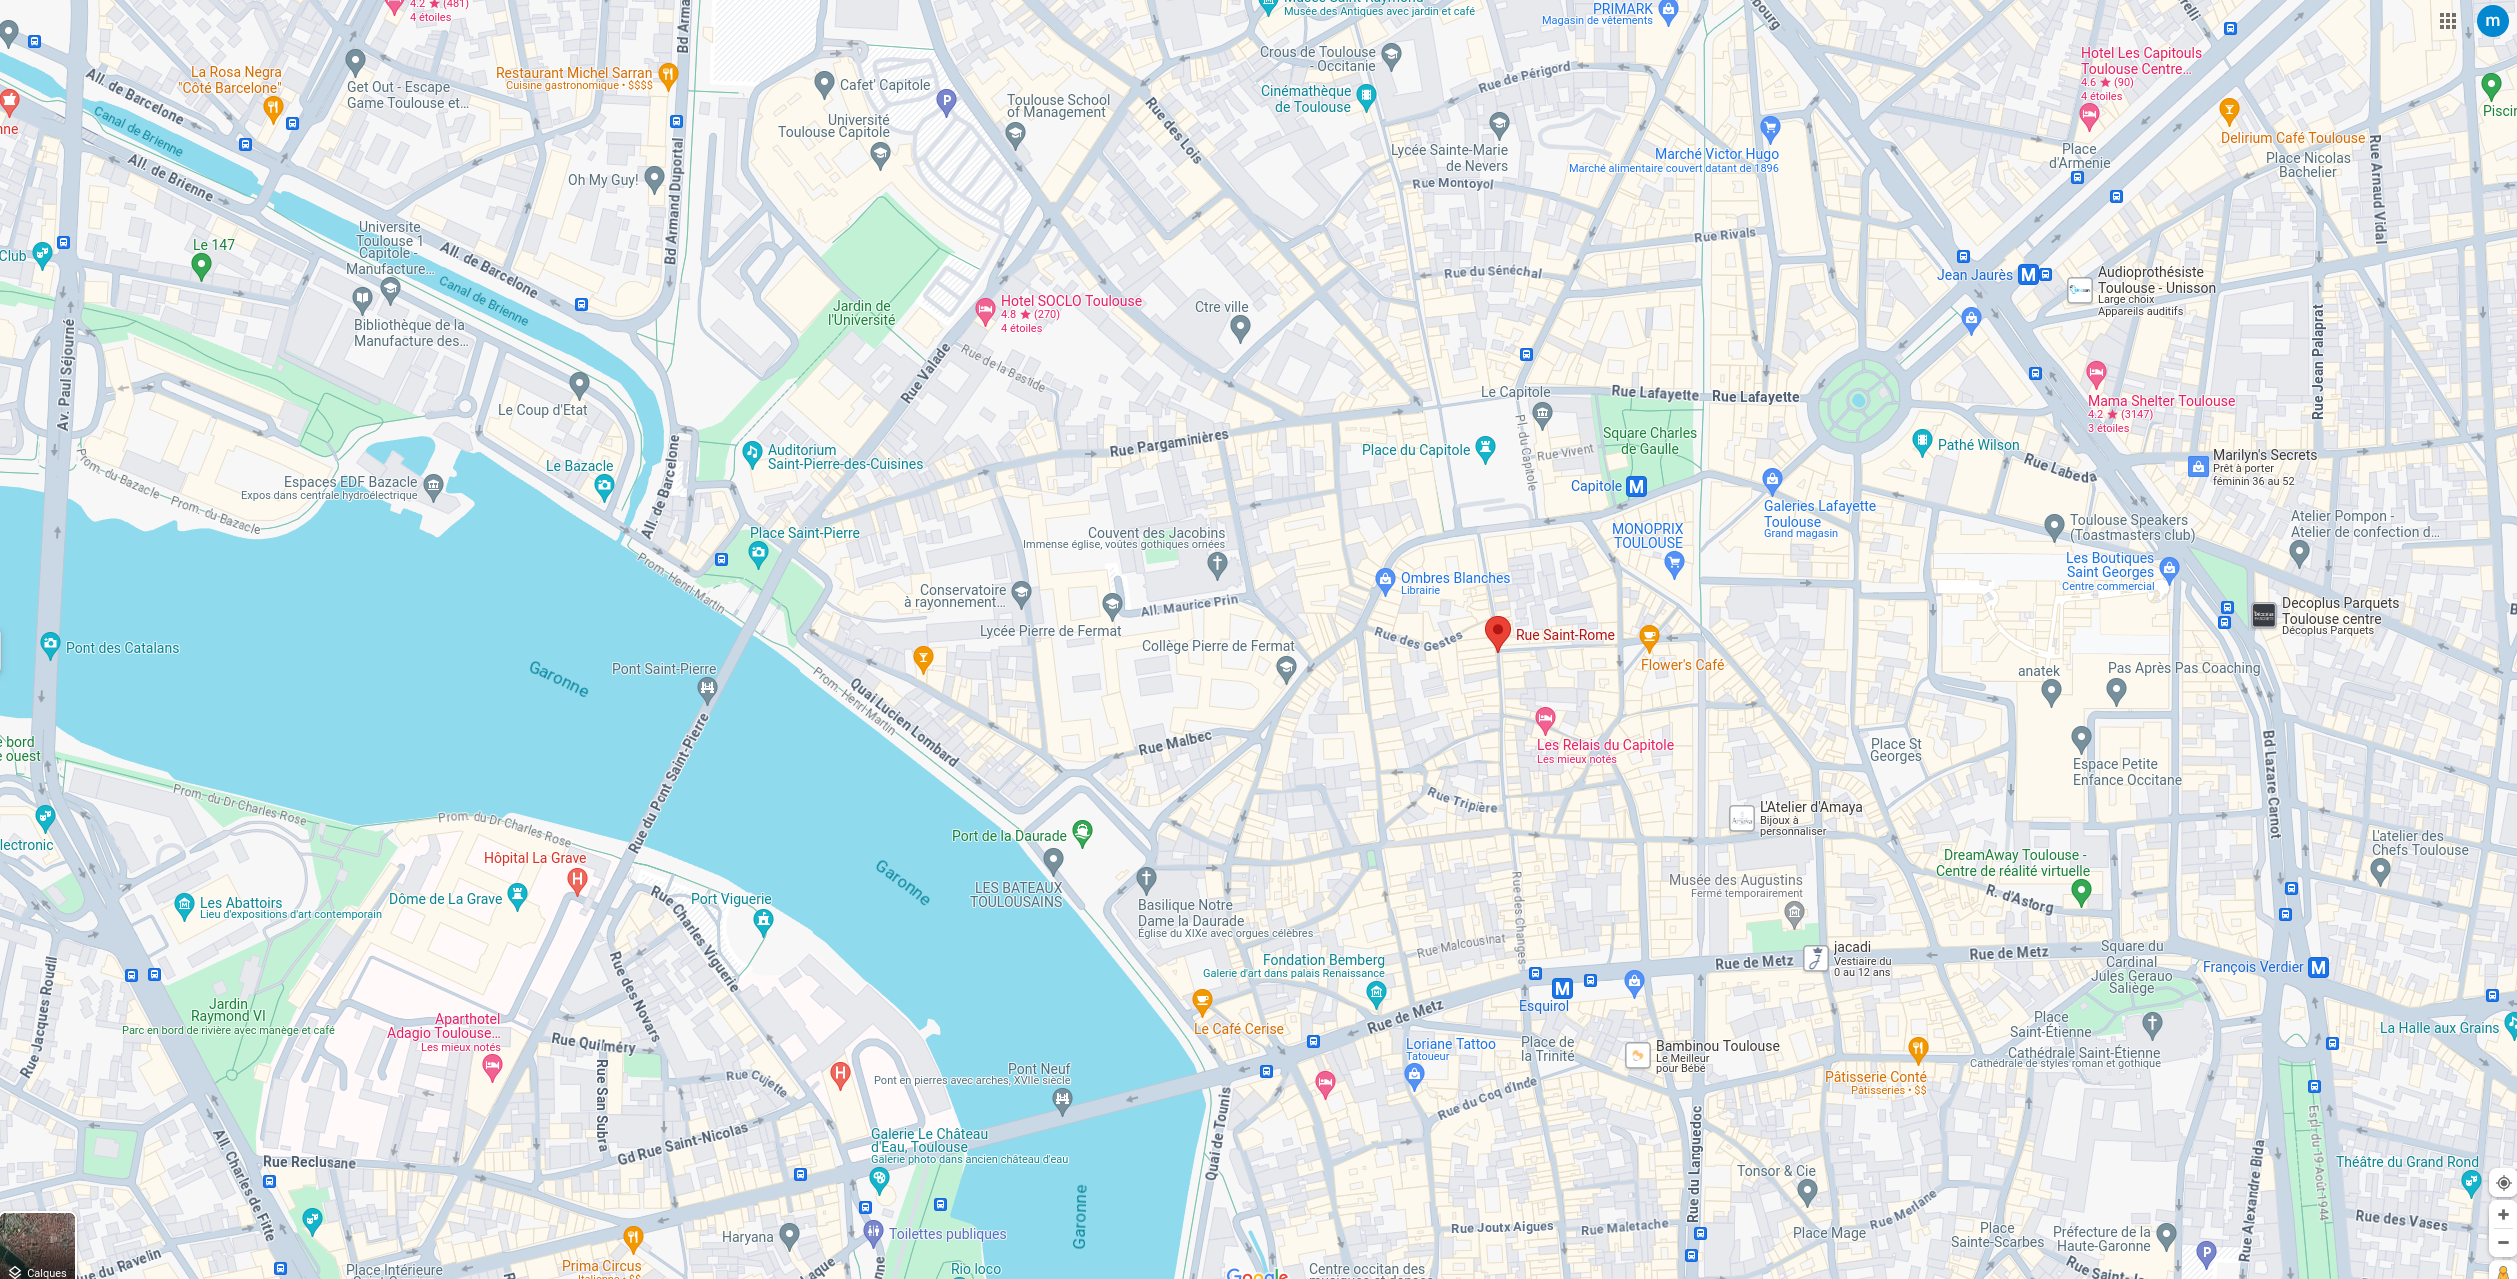 4.2 ★ (481)
4 étoiles
Musée des Antiques avec jardin et café
PRIMARK
Magasin de vêtements
m
All. de Barcelone
La Rosa Negra
"Côté Barcelone"
Get Out - Escape
Game Toulouse et...
Restaurant Michel Sarran
Cuisine gastronomique • $$$$
Cafet' Capitole
P
Toulouse School
of Management
Université
Toulouse Capitole
Crous de Toulouse
- Occitanie
Cinémathèque
de Toulouse
Rue de Périgord
Rue des Lois
Lycée Sainte-Marie
de Nevers
Rue Montoyol
Marché Victor Hugo
Marché alimentaire couvert datant de 1896
Hotel Les Capitouls
Toulouse Centre...
4.6 ★ (90)
4 étoiles
Delirium Café Toulouse
Place
d'Armenie
Place Nicolas
Bachelier
Rue Arnaud Vidal
Canal de Brienne
All. de Brienne
Oh My Guy!
Bd Armand Duportal
Universite
Toulouse 1
Capitole -
Manufacture...
Le 147
Club
All. de Barcelone
Canal de Brienne
Bibliothèque de la
Manufacture des...
Jardin de
l'Université
Hotel SOCLO Toulouse
4.8 ★ (270)
4 étoiles
Ctre ville
Rue Rivals
Rue du Sénéchal
Jean Jaurès
M
Audioprothésiste
Toulouse - Unisson
Large choix
Appareils auditifs
Av. Paul Séjourné
Rue Valade
Rue de la Bastide
Le Coup d'Etat
Le Capitole
Pl. du Capitole
Rue Lafayette
Rue Lafayette
Mama Shelter Toulouse
4.2 ★ (3147)
3 étoiles
Rue Jean Palaprat
Rue Pargaminières
Auditorium
Saint-Pierre-des-Cuisines
Place du Capitole
Rue Vivent
Square Charles
de Gaulle
Pathé Wilson
Rue Labeda
Marilyn's Secrets
Prêt à porter
féminin 36 au 52
Prom. du Bazacle
Prom. du Bazacle
Espaces EDF Bazacle
Expos dans centrale hydroélectrique
Le Bazacle
All. de Barcelone
Capitole
M
Galeries Lafayette
Toulouse
Grand magasin
MONOPRIX
TOULOUSE
Toulouse Speakers
(Toastmasters club)
Atelier Pompon -
Atelier de confection d...
Place Saint-Pierre
Couvent des Jacobins
Immense église, voûtes gothiques ornées
Prom. Henri-Martin
Conservatoire
à rayonnement...
All. Maurice Prin
Ombres Blanches
Librairie
Les Boutiques
Saint Georges
Centre commercial
Decoplus Parquets
Toulouse centre
Décoplus Parquets
Lycée Pierre de Fermat
Collège Pierre de Fermat
Rue des Gestes
Rue Saint-Rome
Flower's Café
Pont des Catalans
Garonne
Pont Saint-Pierre
Prom. Henri-Martin
Quai Lucien Lombard
anatek
Pas Après Pas Coaching
Rue Malbec
Les Relais du Capitole
Les mieux notés
Place St
Georges
Espace Petite
Enfance Occitane
Bd Lazare Carnot
Rue du Pont Saint-Pierre
Prom. du Dr Charles Rose
Prom. du Dr Charles Rose
Port de la Daurade
Rue Tripière
L'Atelier d'Amaya
Bijoux à
personnaliser
L'atelier des
Chefs Toulouse
DreamAway Toulouse -
Centre de réalité virtuelle
R. d'Astorg
Hôpital La Grave
Dôme de La Grave
Les Abattoirs
Lieu d'expositions d'art contemporain
Rue Charles Viguerie
Port Viguerie
Garonne
LES BATEAUX
TOULOUSAINS
Basilique Notre
Dame la Daurade
Église du XIXe avec orgues célèbres
Rue des Changes
Musée des Augustins
Fermé temporairement
Rue Malcousinat
Rue de Metz
jacadi
Vestiaire du
0 au 12 ans
Rue de Metz
Square du
Cardinal
Jules Gerauo
Saliège
François Verdier
M
Fondation Bemberg
Galerie d'art dans palais Renaissance
Rue des Novars
Rue Jacques Roudil
Jardin
Raymond VI
Parc en bord de rivière avec manège et café
Aparthotel
Adagio Toulouse...
Les mieux notés
Rue Quilméry
Le Café Cerise
Rue de Metz
Esquirol
M
Place
Saint-Étienne
Cathédrale Saint-Étienne
Cathédrale de styles roman et gothique
La Halle aux Grains
Loriane Tattoo
Tatoueur
Place de
la Trinité
Bambinou Toulouse
Le Meilleur
pour Bébé
Pâtisserie Conté
Pâtisseries • $$
Pont Neuf
Pont en pierres avec arches, XVIIe siècle
Rue Cujette
Rue San Subra
Rue du Coq d'Inde
Galerie Le Château
d'Eau, Toulouse
Galerie photo dans ancien château d'eau
Gd Rue Saint-Nicolas
Rue Reclusane
All. Charles de Fitte
Quai de Tounis
Garonne
Rue du Languedoc
Tonsor & Cie
Espl. du 19 Août 1944
Théâtre du Grand Rond
Rue Alexandre Bida
Rue des Vases
Rue Metlane
Place Mage
Rue Joutx Aigues
Rue Maletache
Place
Sainte-Scarbes
Préfecture de la
Haute-Garonne
P
Toilettes publiques
Haryana
Prima Circus
Rio loco
Place Intérieure
Google
Centre occitan des
Calques